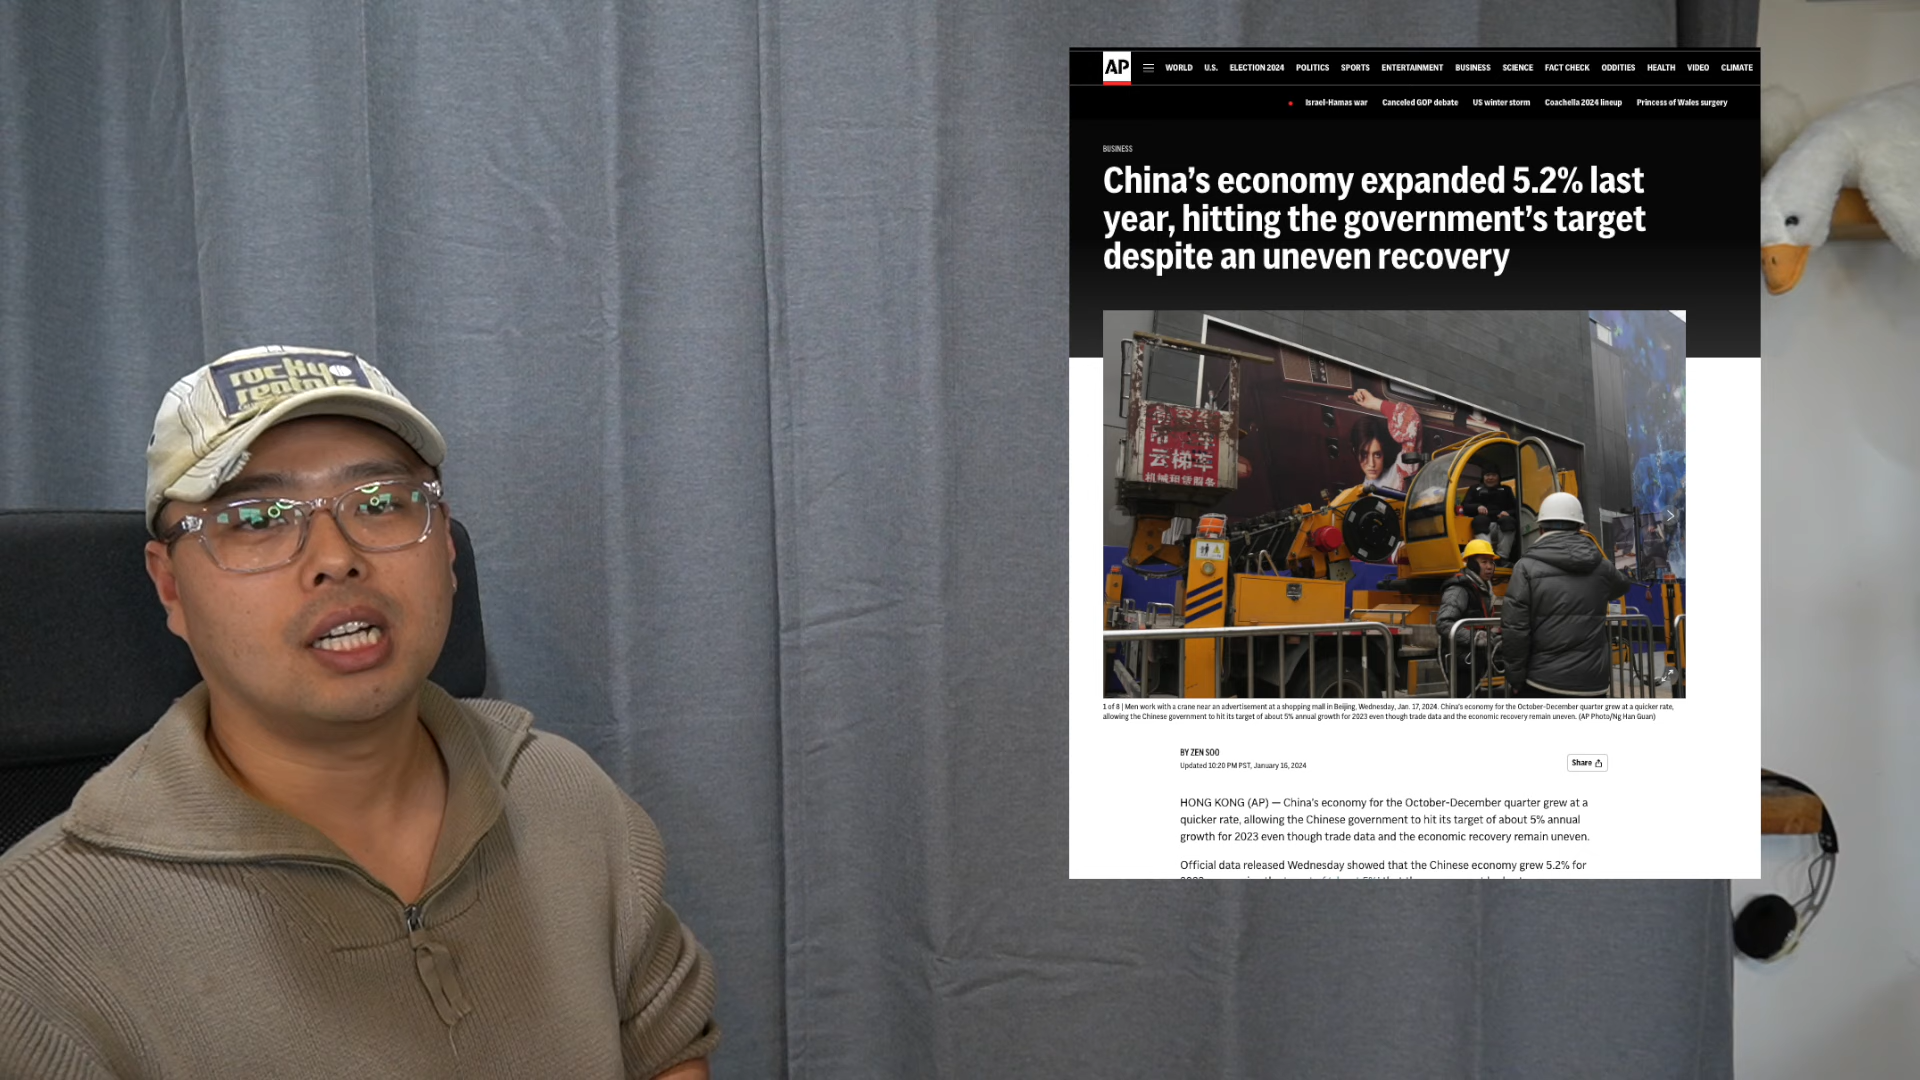 rocky
AP
WORLD U.S. ELECTION 2024 POLITICS SPORTS ENTERTAINMENT BUSINESS SCIENCE FACT CHECK ODDITIES HEALTH VIDEO CLIMATE
Israel-Hamas war Canceled GOP debate US winter storm Coachella 2024 lineup Princess of Wales surgery
BUSINESS
China's economy expanded 5.2% last
year, hitting the government's target
despite an uneven recovery
云梯车
机械租赁服务
1 of 8 | Men work with a crane near an advertisement at a shopping mall in Beijing, Wednesday, Jan. 17, 2024. China's economy for the October-December quarter grew at a quicker rate,
allowing the Chinese government to hit its target of about 5% annual growth for 2023 even though trade data and the economic recovery remain uneven. (AP Photo/Ng Han Guan)
BY ZEN SOO
Updated 10:20 PM PST, January 16, 2024
Share
HONG KONG (AP) — China's economy for the October-December quarter grew at a
quicker rate, allowing the Chinese government to hit its target of about 5% annual
growth for 2023 even though trade data and the economic recovery remain uneven.
Official data released Wednesday showed that the Chinese economy grew 5.2% for